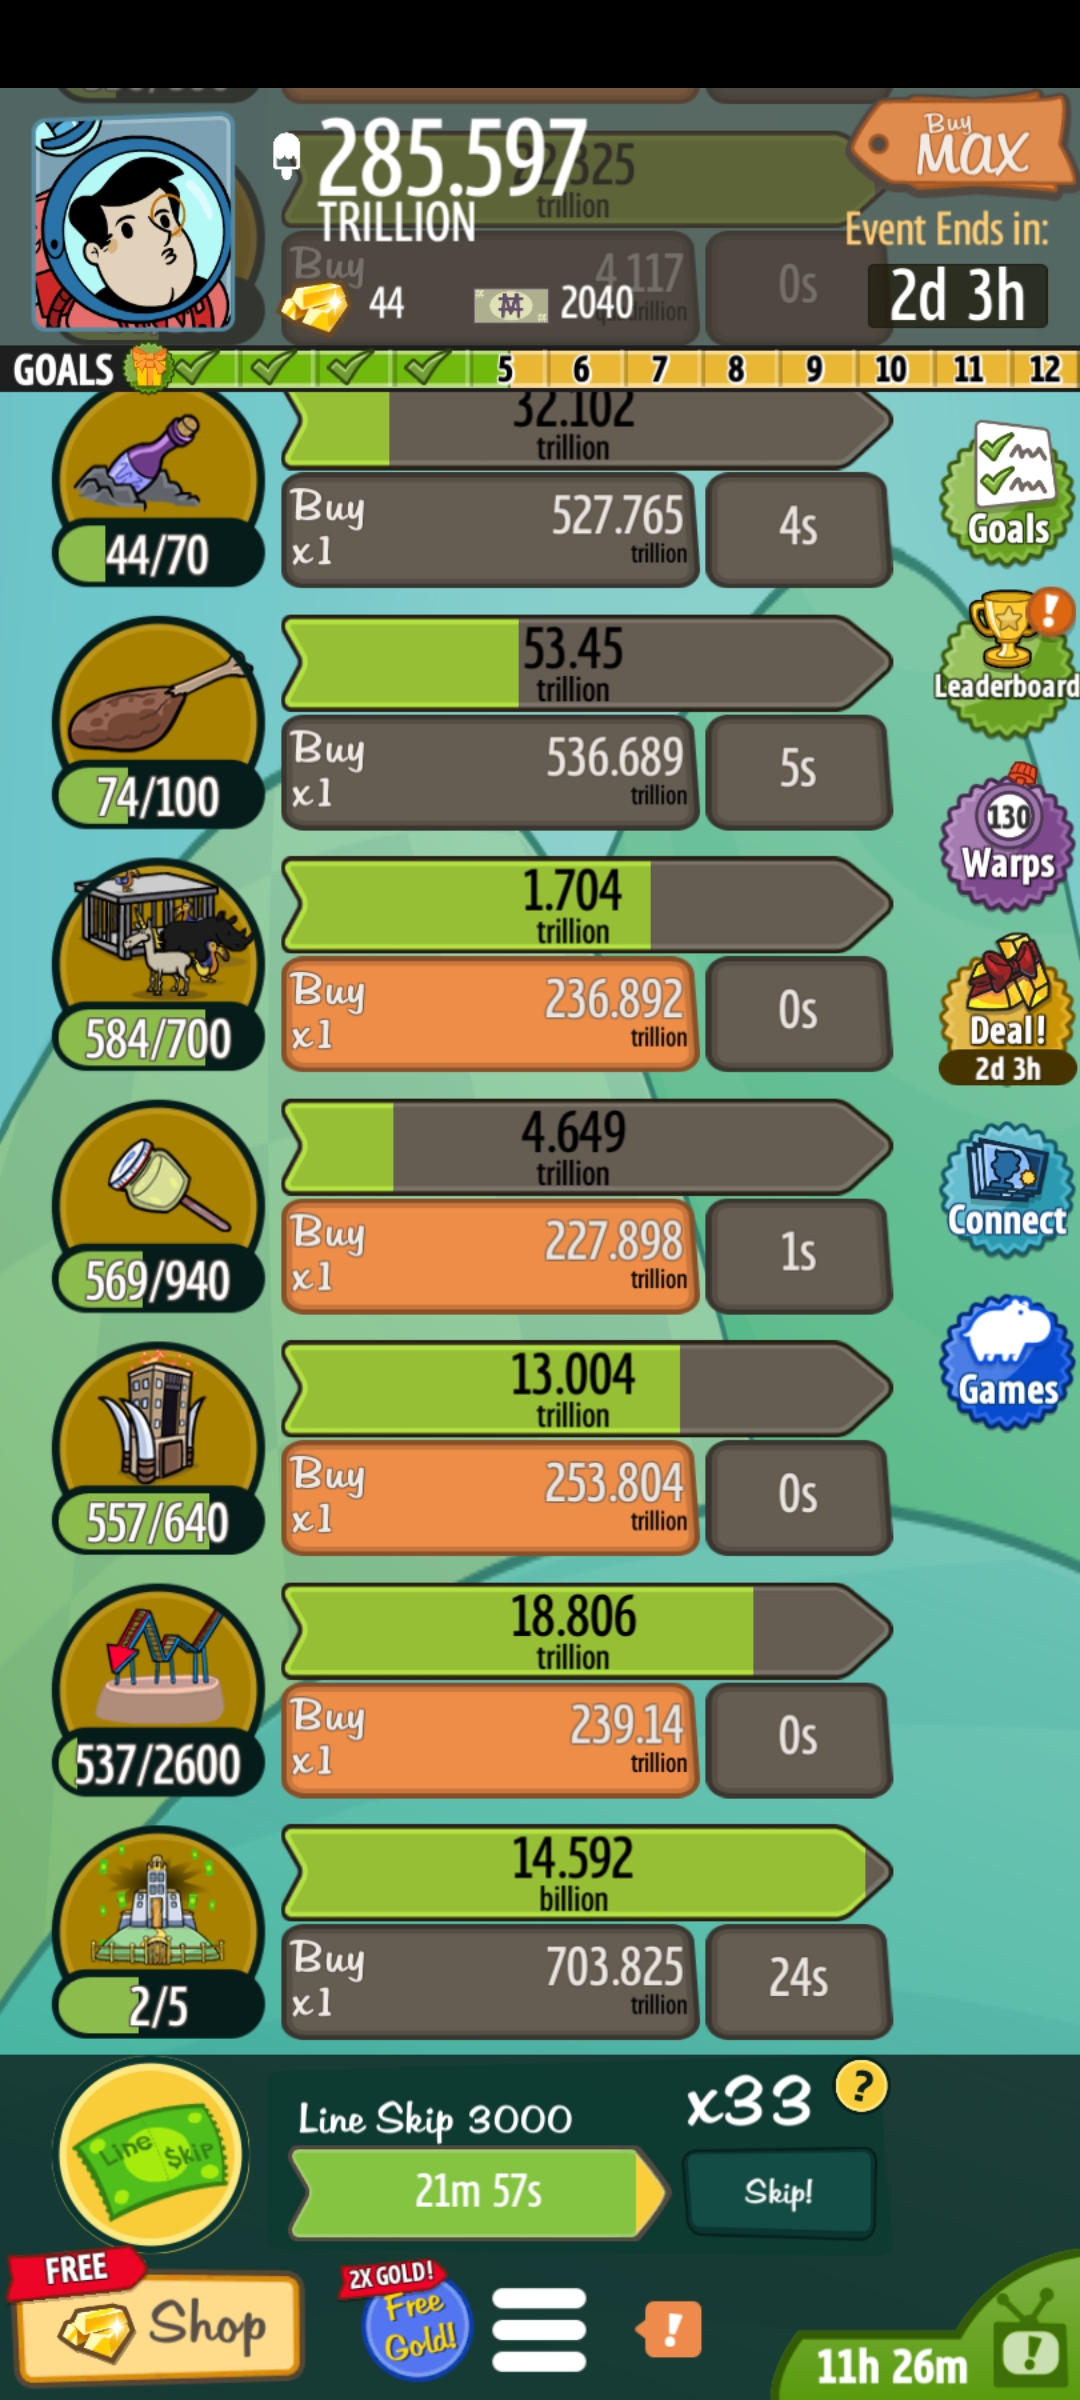 285.597
TRILLION
44
2040
Buy
MAX
Event Ends in:
2d 3h
trillion
Buy
4.117
0s
GOALS
5 6 7 8 9 10 11 12
32.102
trillion
44/70
Buy
x1
527.765
trillion
4s
Goals
53.45
trillion
74/100
Buy
x1
536.689
trillion
5s
Leaderboard
1.704
trillion
584/700
Buy
x1
236.892
trillion
0s
130
Warps
4.649
trillion
569/940
Buy
x1
227.898
trillion
1s
Deal!
2d 3h
13.004
trillion
557/640
Buy
x1
253.804
trillion
0s
Connect
Games
18.806
trillion
537/2600
Buy
x1
239.14
trillion
0s
14.592
billion
2/5
Buy
x1
703.825
trillion
24s
Line $kip
Line Skip 3000
21m 57s
x33
?
Skip!
FREE
Shop
2X GOLD!
Free
Gold!
!
11h 26m
!